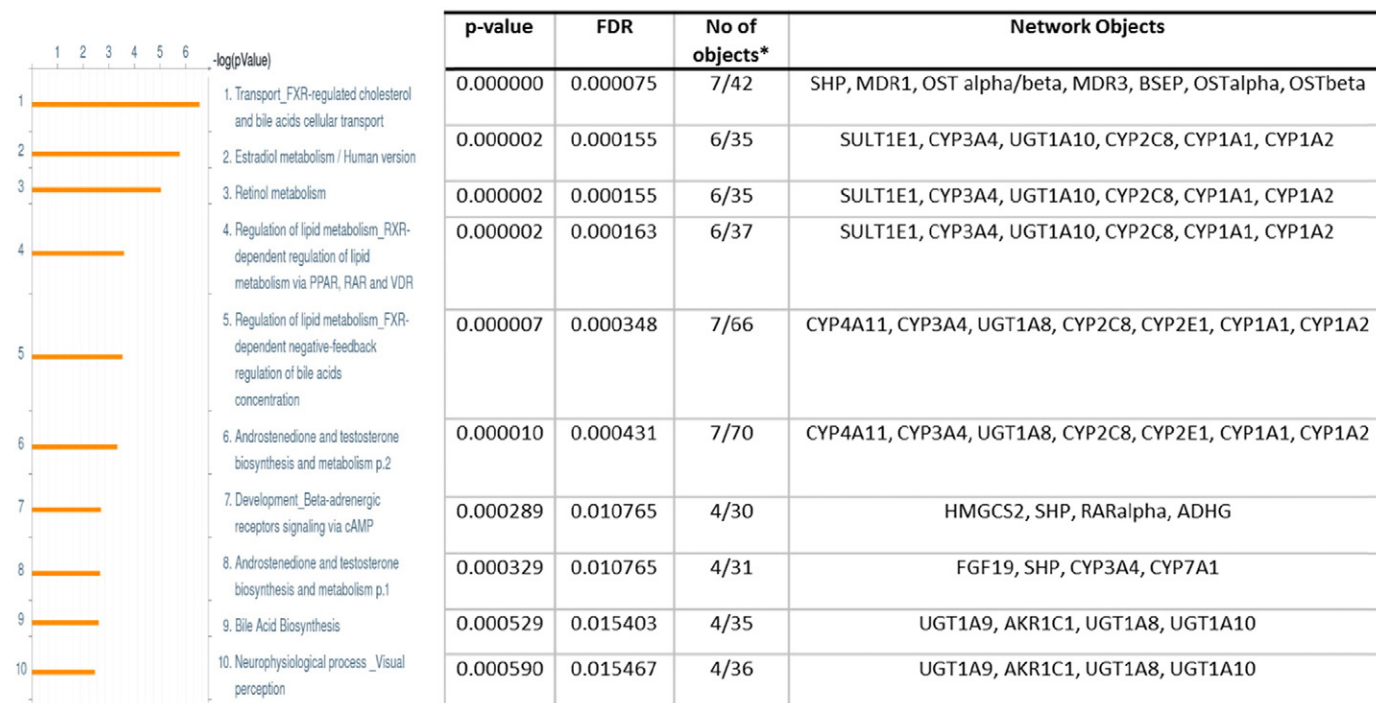 p-value FDR No of objects* Network Objects
1 2 3 4 5 6 -log(pValue)
1 1. Transport_FXR-regulated cholesterol
and bile acids cellular transport
0.000000 0.000075 7/42 SHP, MDR1, OST alpha/beta, MDR3, BSEP, OSTalpha, OSTbeta
2 2. Estradiol metabolism / Human version
0.000002 0.000155 6/35 SULT1E1, CYP3A4, UGT1A10, CYP2C8, CYP1A1, CYP1A2
3 3. Retinol metabolism
0.000002 0.000155 6/35 SULT1E1, CYP3A4, UGT1A10, CYP2C8, CYP1A1, CYP1A2
4 4. Regulation of lipid metabolism_RXR-
dependent regulation of lipid
metabolism via PPAR, RAR and VDR
0.000002 0.000163 6/37 SULT1E1, CYP3A4, UGT1A10, CYP2C8, CYP1A1, CYP1A2
5 5. Regulation of lipid metabolism_FXR-
dependent negative-feedback
regulation of bile acids
concentration
0.000007 0.000348 7/66 CYP4A11, CYP3A4, UGT1A8, CYP2C8, CYP2E1, CYP1A1, CYP1A2
6 6. Androstenedione and testosterone
biosynthesis and metabolism p.2
0.000010 0.000431 7/70 CYP4A11, CYP3A4, UGT1A8, CYP2C8, CYP2E1, CYP1A1, CYP1A2
7 7. Development_Beta-adrenergic
receptors signaling via cAMP
0.000289 0.010765 4/30 HMGCS2, SHP, RARalpha, ADHG
8 8. Androstenedione and testosterone
biosynthesis and metabolism p.1
0.000329 0.010765 4/31 FGF19, SHP, CYP3A4, CYP7A1
9 9. Bile Acid Biosynthesis
0.000529 0.015403 4/35 UGT1A9, AKR1C1, UGT1A8, UGT1A10
10 10. Neurophysiological process _Visual
perception
0.000590 0.015467 4/36 UGT1A9, AKR1C1, UGT1A8, UGT1A10